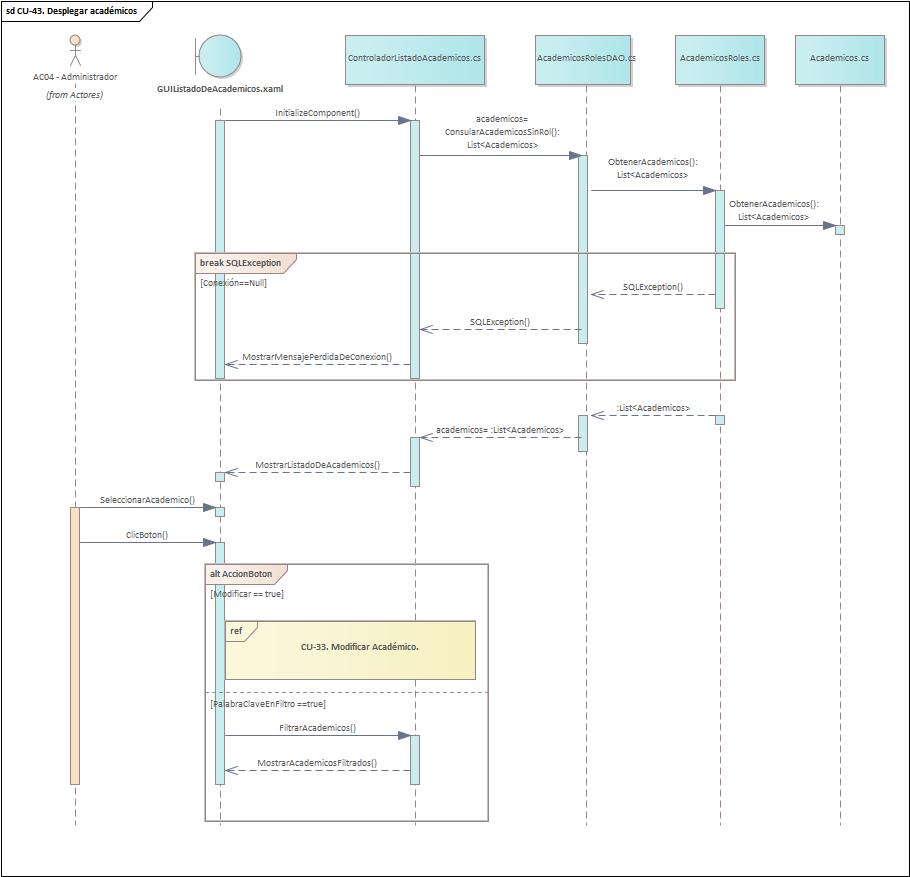 sd CU-43. Desplegar académicos
AC04 - Administrador
(from Actores)
GUIListadoDeAcademicos.xaml
ControladorListadoAcademicos.cs
AcademicosRolesDAO.cs
AcademicosRoles.cs
Academicos.cs
InitializeComponent()
academicos=
ConsularAcademicosSinRol():
List<Academicos>
ObtenerAcademicos():
List<Academicos>
ObtenerAcademicos():
List<Academicos>
break SQLException
[Conexión==Null]
SQLException()
SQLException()
MostrarMensajePerdidaDeConexion()
:List<Academicos>
academicos= :List<Academicos>
MostrarListadoDeAcademicos()
SeleccionarAcademico()
ClicBoton()
alt AccionBoton
[Modificar == true]
ref
CU-33. Modificar Académico.
[PalabraClaveEnFiltro ==true]
FiltrarAcademicos()
MostrarAcademicosFiltrados()